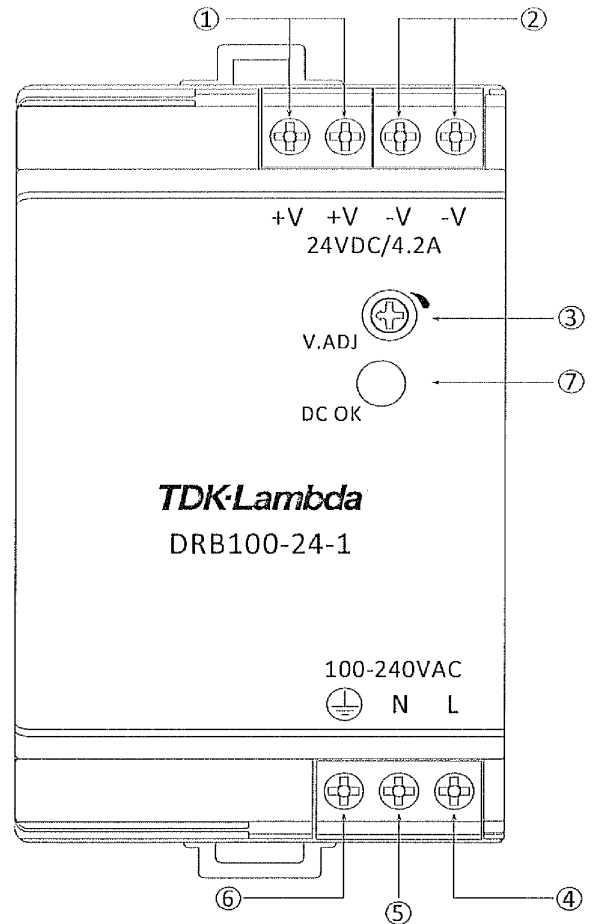 ① ②
+V +V -V -V
24VDC/4.2A
③
V.ADJ
⑦
DC OK
TDK·Lambda
DRB100-24-1
100-240VAC
N L
⑥ ⑤ ④